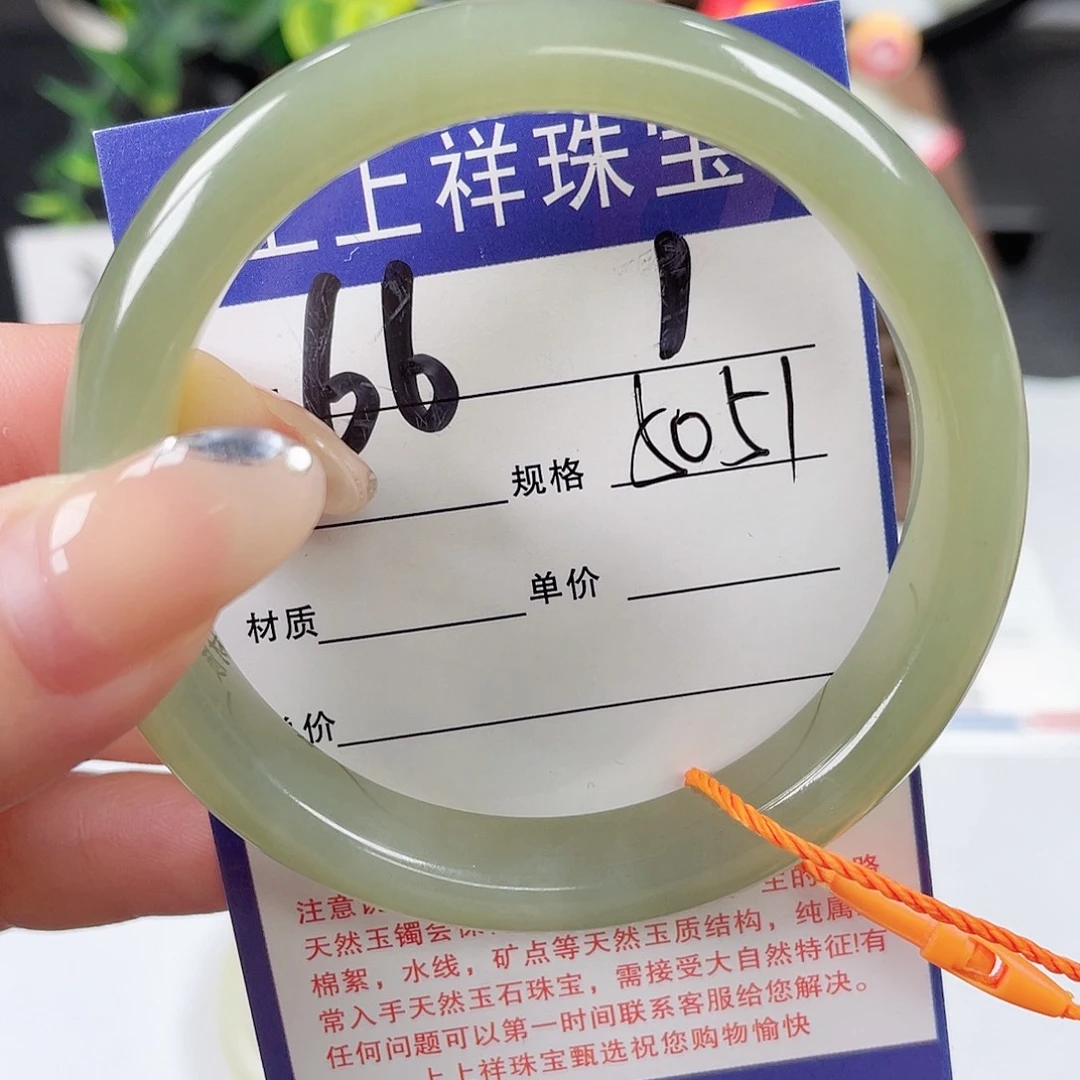 上上祥珠宝
66 1
规格 5051
材质 单价
价
注意
天然玉镯会
棉絮，水线，矿点等天然玉质结构，纯属
常入手天然玉石珠宝，需接受大自然特征!有
任何问题可以第一时间联系客服给您解决。
上上祥珠宝甄选祝您购物愉快